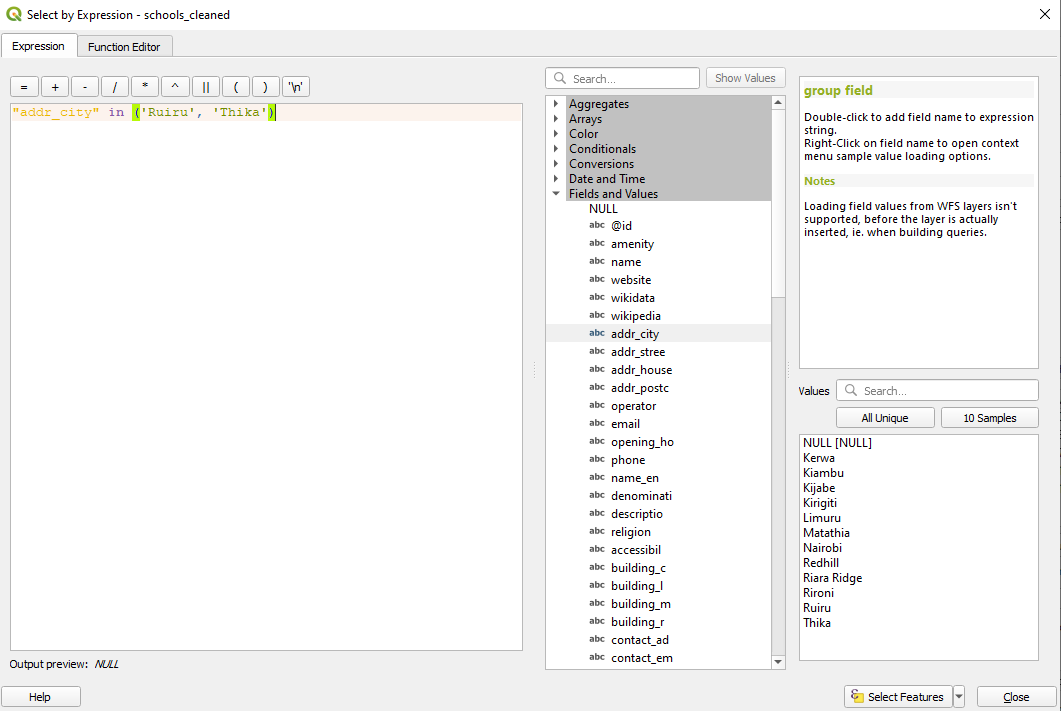 Select by Expression - schools_cleaned
Expression
Function Editor
= + - / * ^ || ( ) '\n'
"addr_city" in ('Ruiru', 'Thika')
Output preview: NULL
Help
Search...
Show Values
Aggregates
Arrays
Color
Conditionals
Conversions
Date and Time
Fields and Values
NULL
abc @id
abc amenity
abc name
abc website
abc wikidata
abc wikipedia
abc addr_city
abc addr_stree
abc addr_house
abc addr_postc
abc operator
abc email
abc opening_ho
abc phone
abc name_en
abc denominati
abc descriptio
abc religion
abc accessibil
abc building_c
abc building_l
abc building_m
abc building_r
abc contact_ad
abc contact_em
group field
Double-click to add field name to expression
string.
Right-Click on field name to open context
menu sample value loading options.
Notes
Loading field values from WFS layers isn't
supported, before the layer is actually
inserted, ie. when building queries.
Values
Search...
All Unique
10 Samples
NULL [NULL]
Kerwa
Kiambu
Kijabe
Kirigiti
Limuru
Matathia
Nairobi
Redhill
Riara Ridge
Rironi
Ruiru
Thika
Select Features
Close